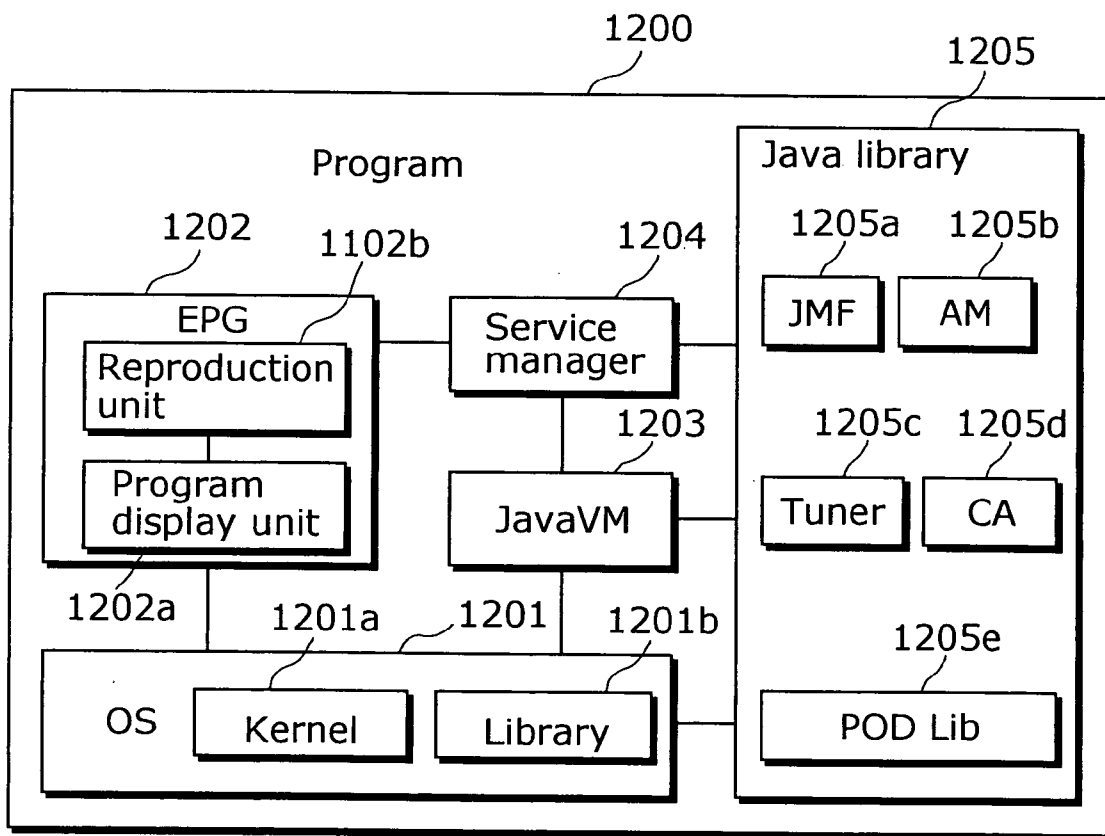 1200
1205
Program
Java library
1202
1102b
1204
1205a
1205b
EPG
Reproduction
unit
Service
manager
JMF
AM
1203
1205c
1205d
Program
display unit
JavaVM
Tuner
CA
1202a
1201a
1201
1201b
1205e
OS
Kernel
Library
POD Lib